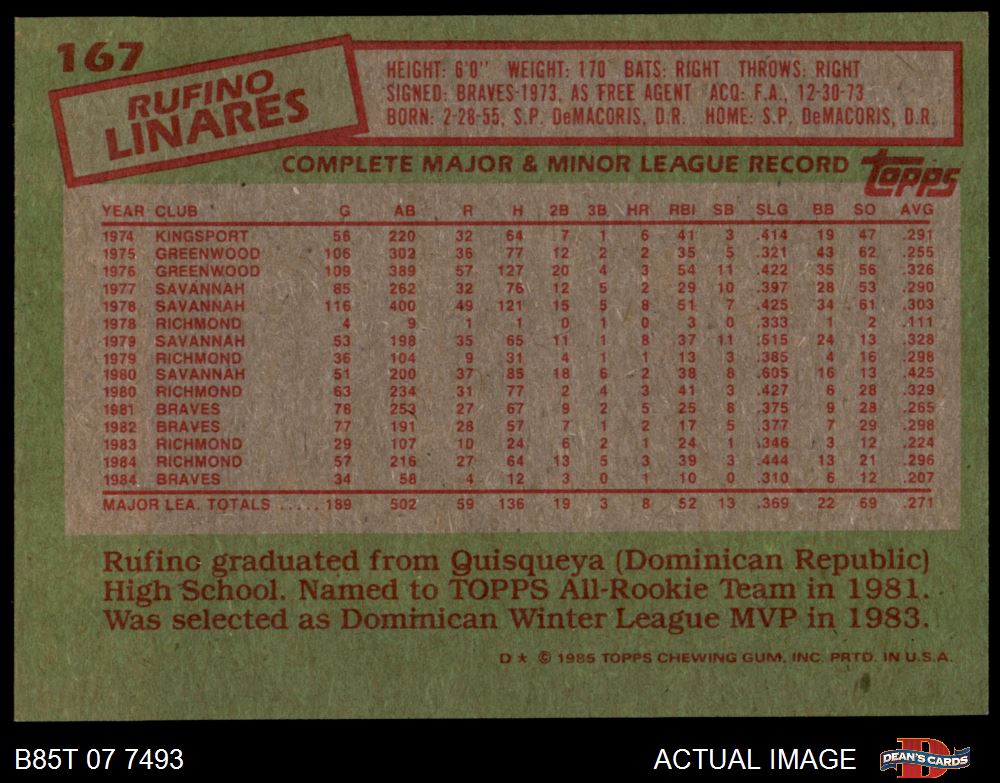 167
RUFINO
LINARES
HEIGHT: 6'0" WEIGHT: 170 BATS: RIGHT THROWS: RIGHT
SIGNED: BRAVES-1973, AS FREE AGENT ACQ: F.A., 12-30-73
BORN: 2-28-55, S.P. DeMACORIS, D.R. HOME: S.P. DeMACORIS, D.R.
COMPLETE MAJOR & MINOR LEAGUE RECORD
topps
YEAR CLUB G AB R H 2B 3B HR RBI SB SLG BB SO AVG
1974 KINGSPORT 56 220 32 64 7 1 6 41 3 .414 19 47 .291
1975 GREENWOOD 106 302 36 77 12 2 2 35 5 .321 43 62 .255
1976 GREENWOOD 109 389 57 127 20 4 3 54 11 .422 35 56 .326
1977 SAVANNAH 85 262 32 76 12 5 2 29 10 .397 28 53 .290
1978 SAVANNAH 116 400 49 121 15 5 8 51 7 .425 34 61 .303
1978 RICHMOND 4 9 1 1 0 1 0 3 0 .333 1 2 .111
1979 SAVANNAH 53 198 35 65 11 1 8 37 11 .515 24 13 .328
1979 RICHMOND 36 104 9 31 4 1 1 13 3 .385 4 16 .298
1980 SAVANNAH 51 200 37 85 18 6 2 38 8 .605 16 13 .425
1980 RICHMOND 63 234 31 77 2 4 3 41 3 .427 6 28 .329
1981 BRAVES 78 253 27 67 9 2 5 25 8 .375 9 28 .265
1982 BRAVES 77 191 28 57 7 1 2 17 5 .377 7 29 .298
1983 RICHMOND 29 107 10 24 6 2 1 24 1 .346 3 12 .224
1984 RICHMOND 57 216 27 64 13 5 3 39 3 .444 13 21 .296
1984 BRAVES 34 58 4 12 3 0 1 10 0 .310 6 12 .207
MAJOR LEA. TOTALS ..... 189 502 59 136 19 3 8 52 13 .369 22 69 .271
Rufino graduated from Quisqueya (Dominican Republic)
High School. Named to TOPPS All-Rookie Team in 1981.
Was selected as Dominican Winter League MVP in 1983.
D* © 1985 TOPPS CHEWING GUM, INC. PRTD. IN U.S.A.
B85T 07 7493
ACTUAL IMAGE
DEAN'S CARDS